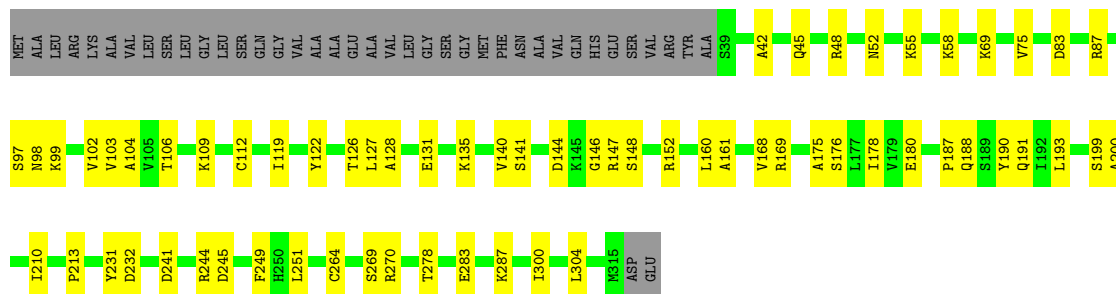 MET ALA LEU ARG LYS ALA VAL LEU SER LEU GLY LEU SER GLN GLY VAL ALA ALA GLU ALA VAL LEU GLY SER GLY MET PHE ASN ALA VAL GLN HIS GLU SER VAL ARG TYR ALA S39 A42 Q45 R48 N52 K55 K58 K69 V75 D83 R87
S97 N98 K99 V102 V103 A104 V105 T106 K109 C112 I119 Y122 T126 L127 A128 E131 K135 V140 S141 D144 K145 G146 R147 S148 R152 L160 A161 V168 R169 A175 S176 L177 I178 V179 E180 P187 Q188 S189 Y190 Q191 I192 L193 S199 A200
I210 P213 Y231 D232 D241 R244 D245 F249 H250 L251 C264 S269 R270 T278 E283 K287 I300 L304 M315 ASP GLU